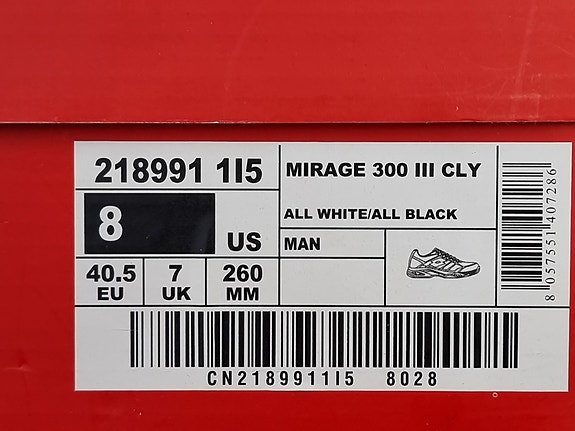 218991 1I5
MIRAGE 300 III CLY
8
US
ALL WHITE/ALL BLACK
MAN
40.5
EU
7
UK
260
MM
8 057551 407286
CN2189911I5 8028